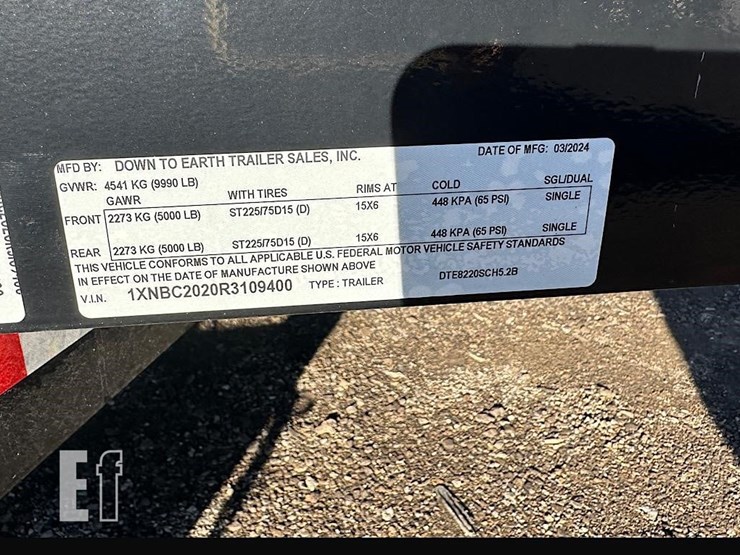 MFD BY: DOWN TO EARTH TRAILER SALES, INC. DATE OF MFG: 03/2024
GVWR: 4541 KG (9990 LB)
GAWR WITH TIRES RIMS AT COLD SGL/DUAL
FRONT 2273 KG (5000 LB) ST225/75D15 (D) 15X6 448 KPA (65 PSI) SINGLE
REAR 2273 KG (5000 LB) ST225/75D15 (D) 15X6 448 KPA (65 PSI) SINGLE
THIS VEHICLE CONFORMS TO ALL APPLICABLE U.S. FEDERAL MOTOR VEHICLE SAFETY STANDARDS
IN EFFECT ON THE DATE OF MANUFACTURE SHOWN ABOVE
V.I.N. 1XNBC2020R3109400 TYPE: TRAILER DTE8220SCH5.2B
Ef